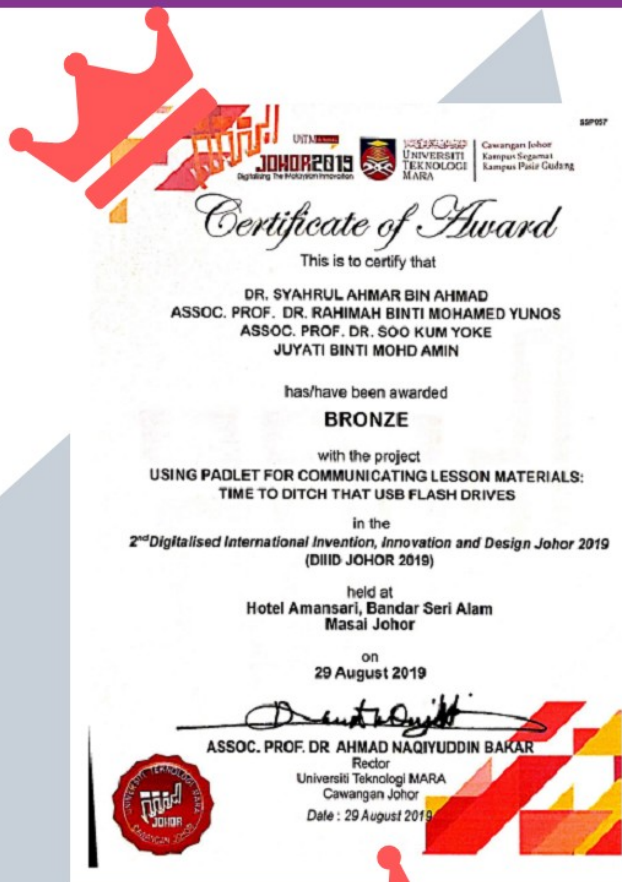 SSP057
UiTM
JOHOR2019
Digitalising The Malaysian Innovation
UNIVERSITI
TEKNOLOGI
MARA
Cawangan Johor
Kampus Segamat
Kampus Pasir Gudang
Certificate of Award
This is to certify that
DR. SYAHRUL AHMAR BIN AHMAD
ASSOC. PROF. DR. RAHIMAH BINTI MOHAMED YUNOS
ASSOC. PROF. DR. SOO KUM YOKE
JUYATI BINTI MOHD AMIN
has/have been awarded
BRONZE
with the project
USING PADLET FOR COMMUNICATING LESSON MATERIALS:
TIME TO DITCH THAT USB FLASH DRIVES
in the
2nd Digitalised International Invention, Innovation and Design Johor 2019
(DIIID JOHOR 2019)
held at
Hotel Amansari, Bandar Seri Alam
Masai Johor
on
29 August 2019
ASSOC. PROF. DR AHMAD NAQIYUDDIN BAKAR
Rector
Universiti Teknologi MARA
Cawangan Johor
Date : 29 August 2019
UNIVERSITI TEKNOLOGI MARA
JOHOR
CAWANGAN JOHOR